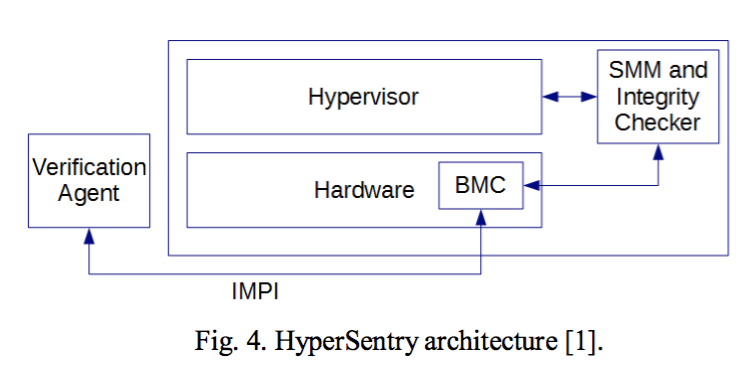 Hypervisor
SMM and
Integrity
Checker
Verification
Agent
Hardware
BMC
IMPI
Fig. 4. HyperSentry architecture [1].